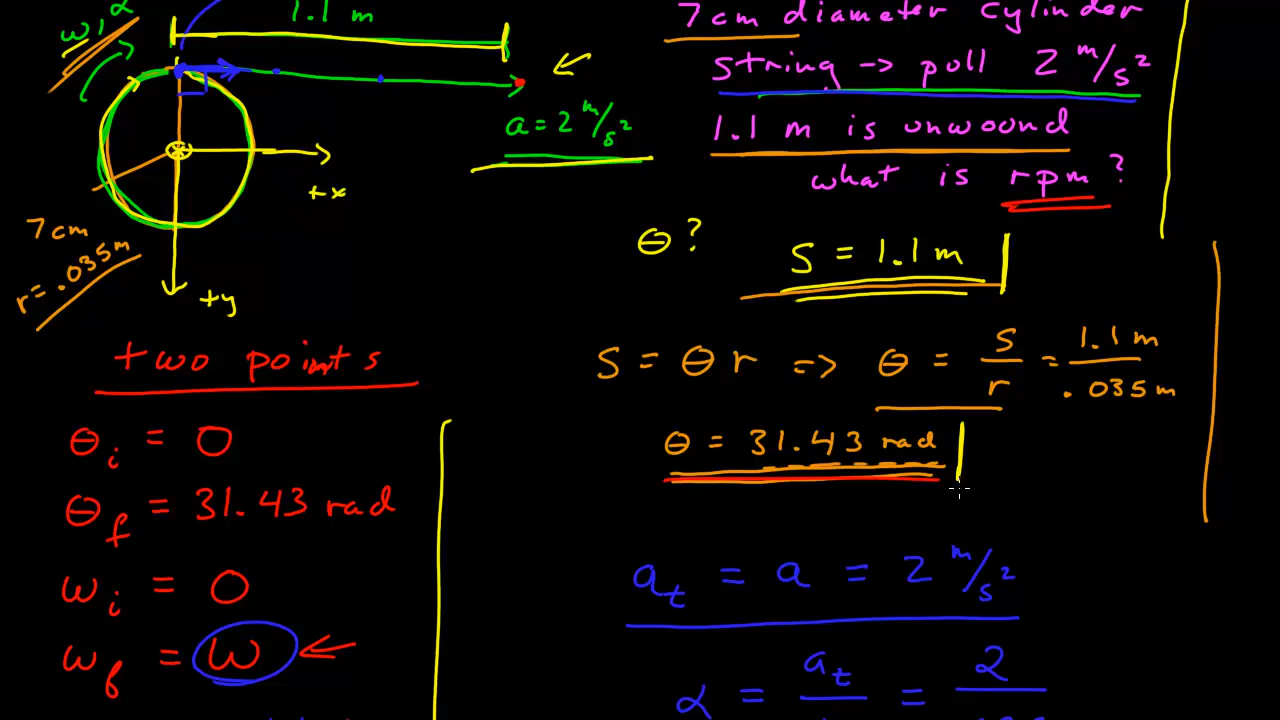 ω, α
1.1 m
7cm diameter cylinder
string -> poll 2 m/s²
a = 2 m/s²
1.1 m is unwound
what is rpm?
+x
7cm
r = .035m
+y
θ?
S = 1.1 m
two points
S = θ r => θ = s/r = 1.1 m/.035 m
θi = 0
θ = 31.43 rad
θf = 31.43 rad
ωi = 0
at = a = 2 m/s²
ωf = ω
α = at/ = 2/